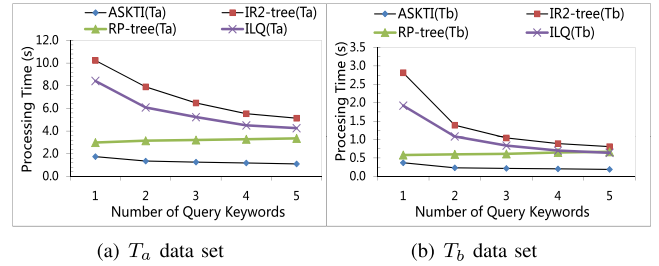 ASKTI(Ta) IR2-tree(Ta)
RP-tree(Ta) ILQ(Ta)
12.0
10.0
8.0
6.0
4.0
2.0
0.0
Processing Time (s)
1 2 3 4 5
Number of Query Keywords
(a) Ta data set
ASKTI(Tb) IR2-tree(Tb)
RP-tree(Tb) ILQ(Tb)
3.5
3.0
2.5
2.0
1.5
1.0
0.5
0.0
Procesing Time (s)
1 2 3 4 5
Number of Query Keywords
(b) Tb data set